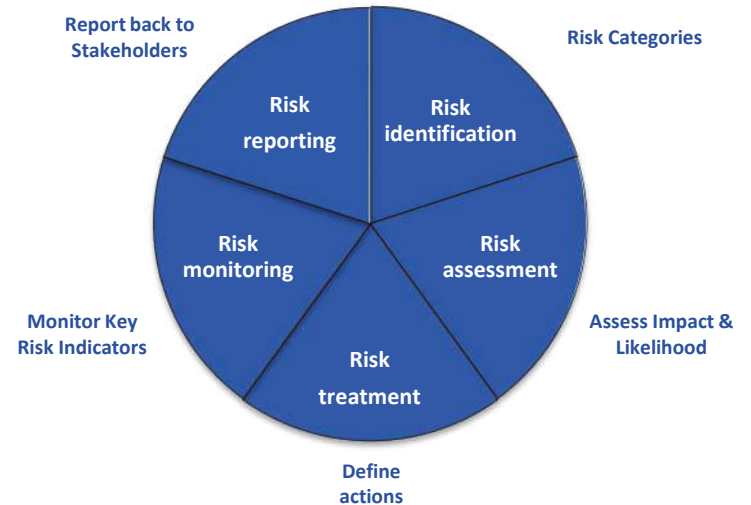 Report back to
Stakeholders
Risk Categories
Risk
reporting
Risk
identification
Risk
monitoring
Risk
assessment
Monitor Key
Risk Indicators
Assess Impact &
Likelihood
Risk
treatment
Define
actions